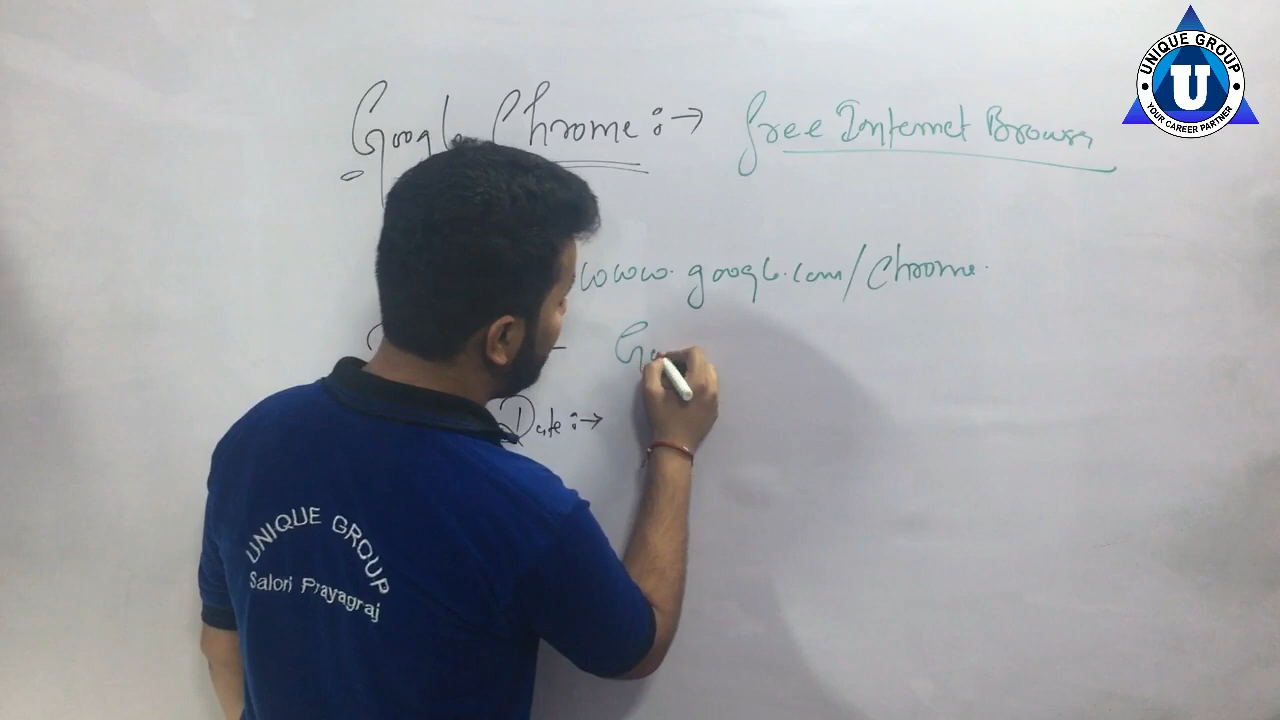 Google Chrome :→ free Internet Browser
www.google.com/Chrome.
Go
Date :→
UNIQUE GROUP
Salori Prayagraj
UNIQUE GROUP
U
YOUR CAREER PARTNER